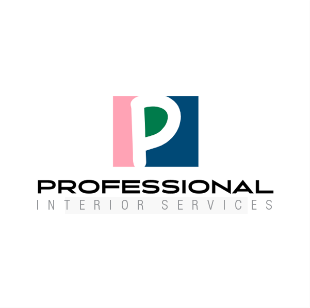 P
PROFESSIONAL
INTERIOR SERVICES